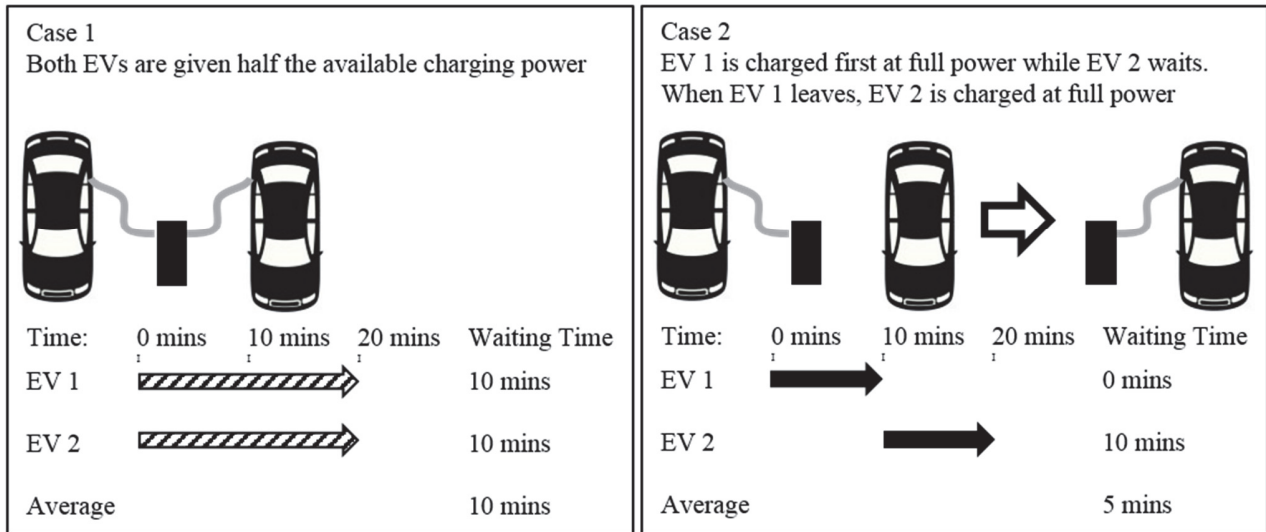 Case 1
Both EVs are given half the available charging power
Time: 0 mins 10 mins 20 mins Waiting Time
EV 1 10 mins
EV 2 10 mins
Average 10 mins
Case 2
EV 1 is charged first at full power while EV 2 waits.
When EV 1 leaves, EV 2 is charged at full power
Time: 0 mins 10 mins 20 mins Waiting Time
EV 1 0 mins
EV 2 10 mins
Average 5 mins